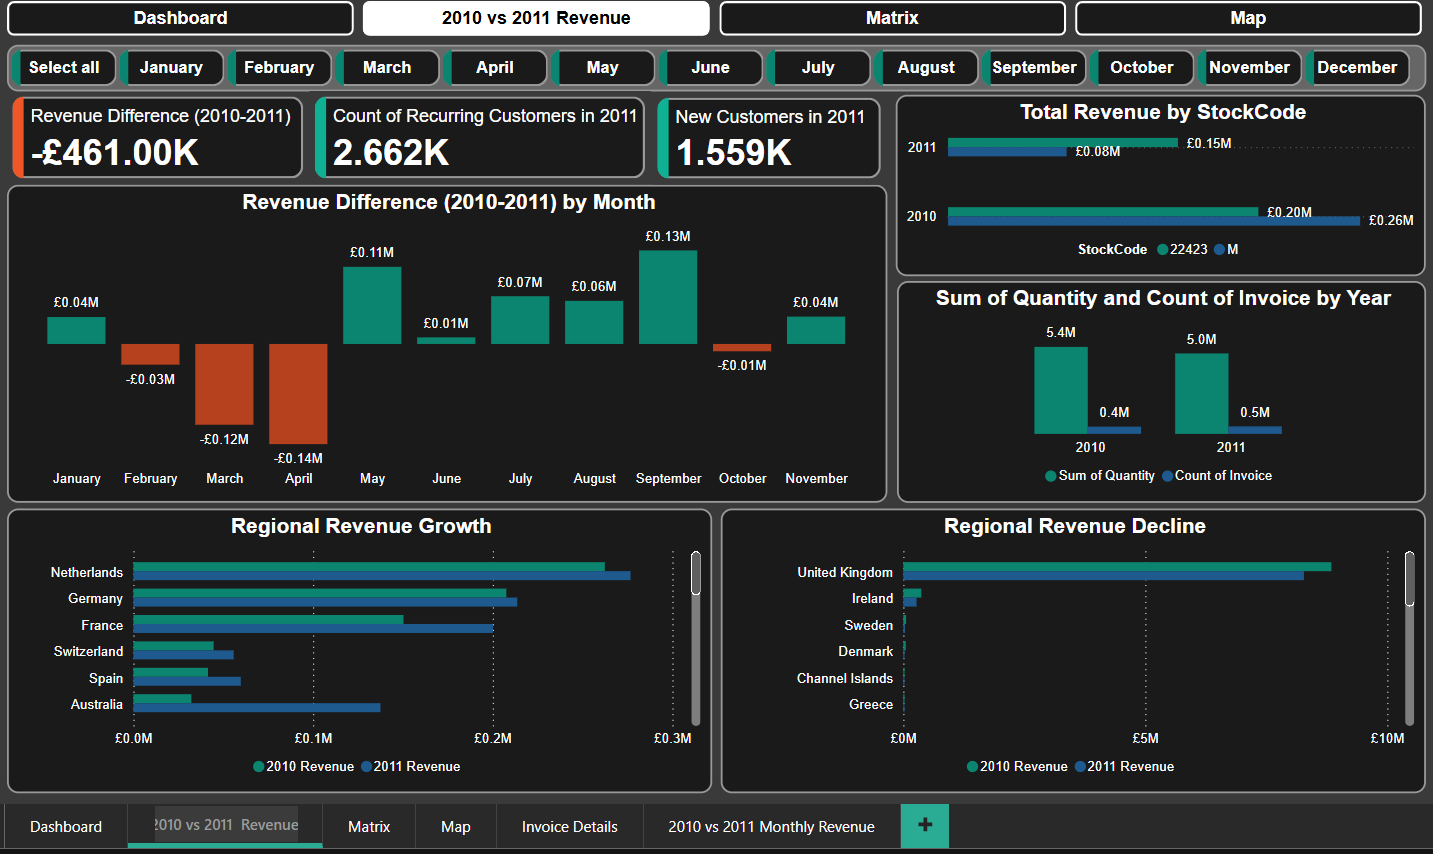 Dashboard
2010 vs 2011 Revenue
Matrix
Map
Select all
January
February
March
April
May
June
July
August
September
October
November
December
Revenue Difference (2010-2011)
-£461.00K
Count of Recurring Customers in 2011
2.662K
New Customers in 2011
1.559K
Total Revenue by StockCode
2011
£0.15M
£0.08M
2010
£0.20M
£0.26M
StockCode 22423 M
Revenue Difference (2010-2011) by Month
£0.04M
-£0.03M
-£0.12M
-£0.14M
£0.11M
£0.01M
£0.07M
£0.06M
£0.13M
-£0.01M
£0.04M
January
February
March
April
May
June
July
August
September
October
November
Sum of Quantity and Count of Invoice by Year
5.4M
0.4M
5.0M
0.5M
2010
2011
Sum of Quantity Count of Invoice
Regional Revenue Growth
Netherlands
Germany
France
Switzerland
Spain
Australia
£0.0M
£0.1M
£0.2M
£0.3M
2010 Revenue 2011 Revenue
Regional Revenue Decline
United Kingdom
Ireland
Sweden
Denmark
Channel Islands
Greece
£0M
£5M
£10M
2010 Revenue 2011 Revenue
Dashboard
2010 vs 2011 Revenue
Matrix
Map
Invoice Details
2010 vs 2011 Monthly Revenue
+